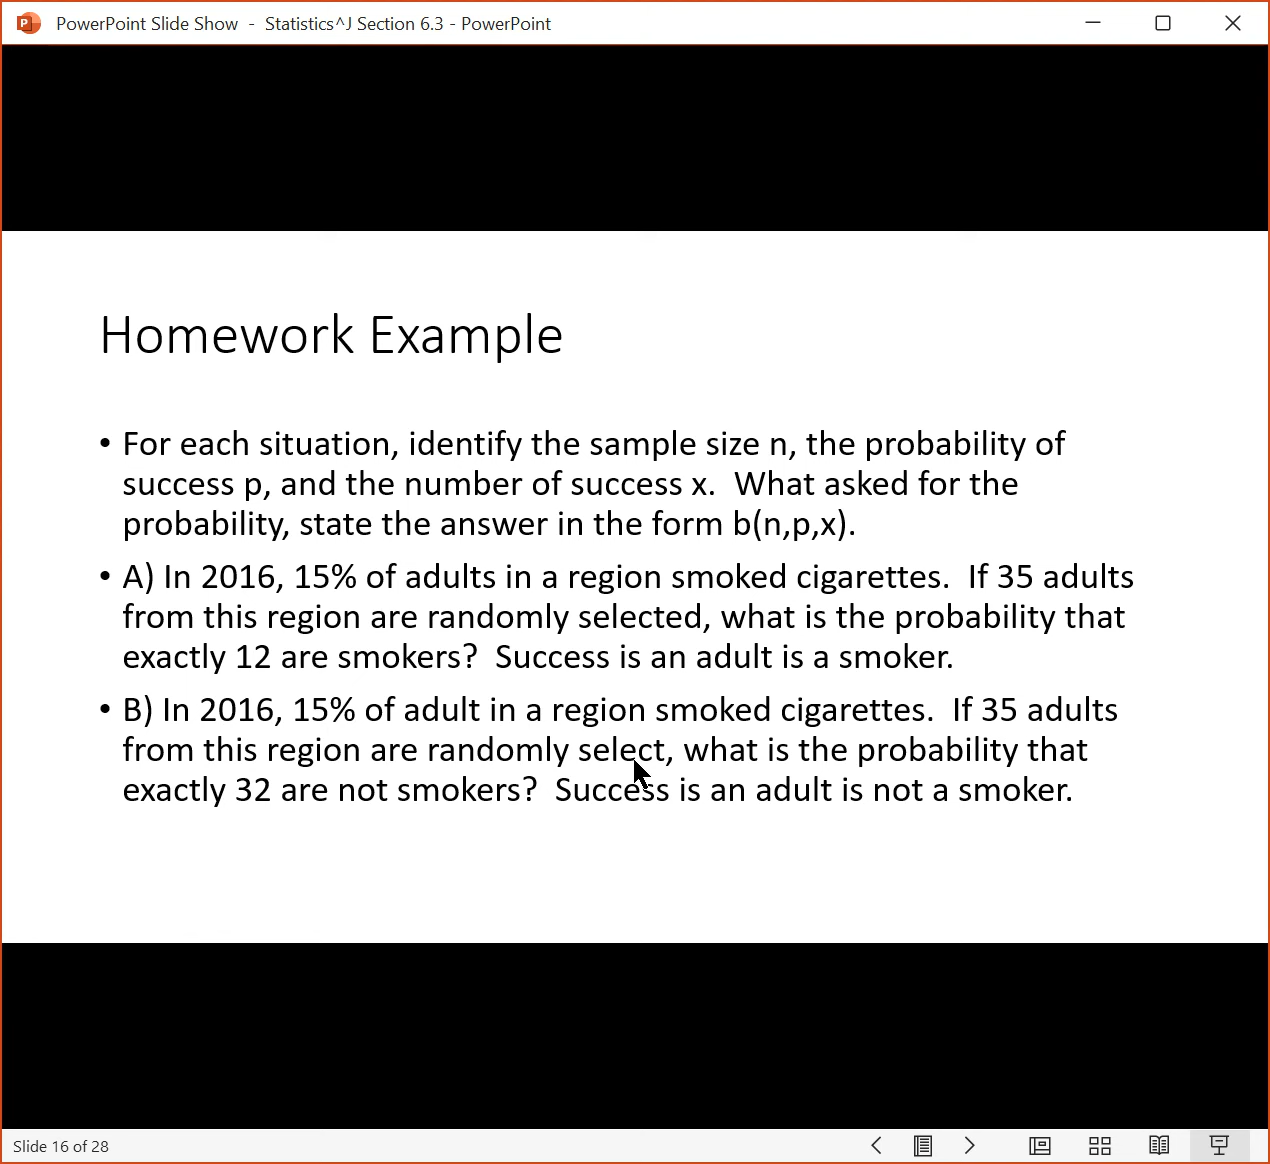 PowerPoint Slide Show - Statistics^J Section 6.3 - PowerPoint
Homework Example
• For each situation, identify the sample size n, the probability of
success p, and the number of success x.  What asked for the
probability, state the answer in the form b(n,p,x).
• A) In 2016, 15% of adults in a region smoked cigarettes.  If 35 adults
from this region are randomly selected, what is the probability that
exactly 12 are smokers?  Success is an adult is a smoker.
• B) In 2016, 15% of adult in a region smoked cigarettes.  If 35 adults
from this region are randomly select, what is the probability that
exactly 32 are not smokers?  Success is an adult is not a smoker.
Slide 16 of 28